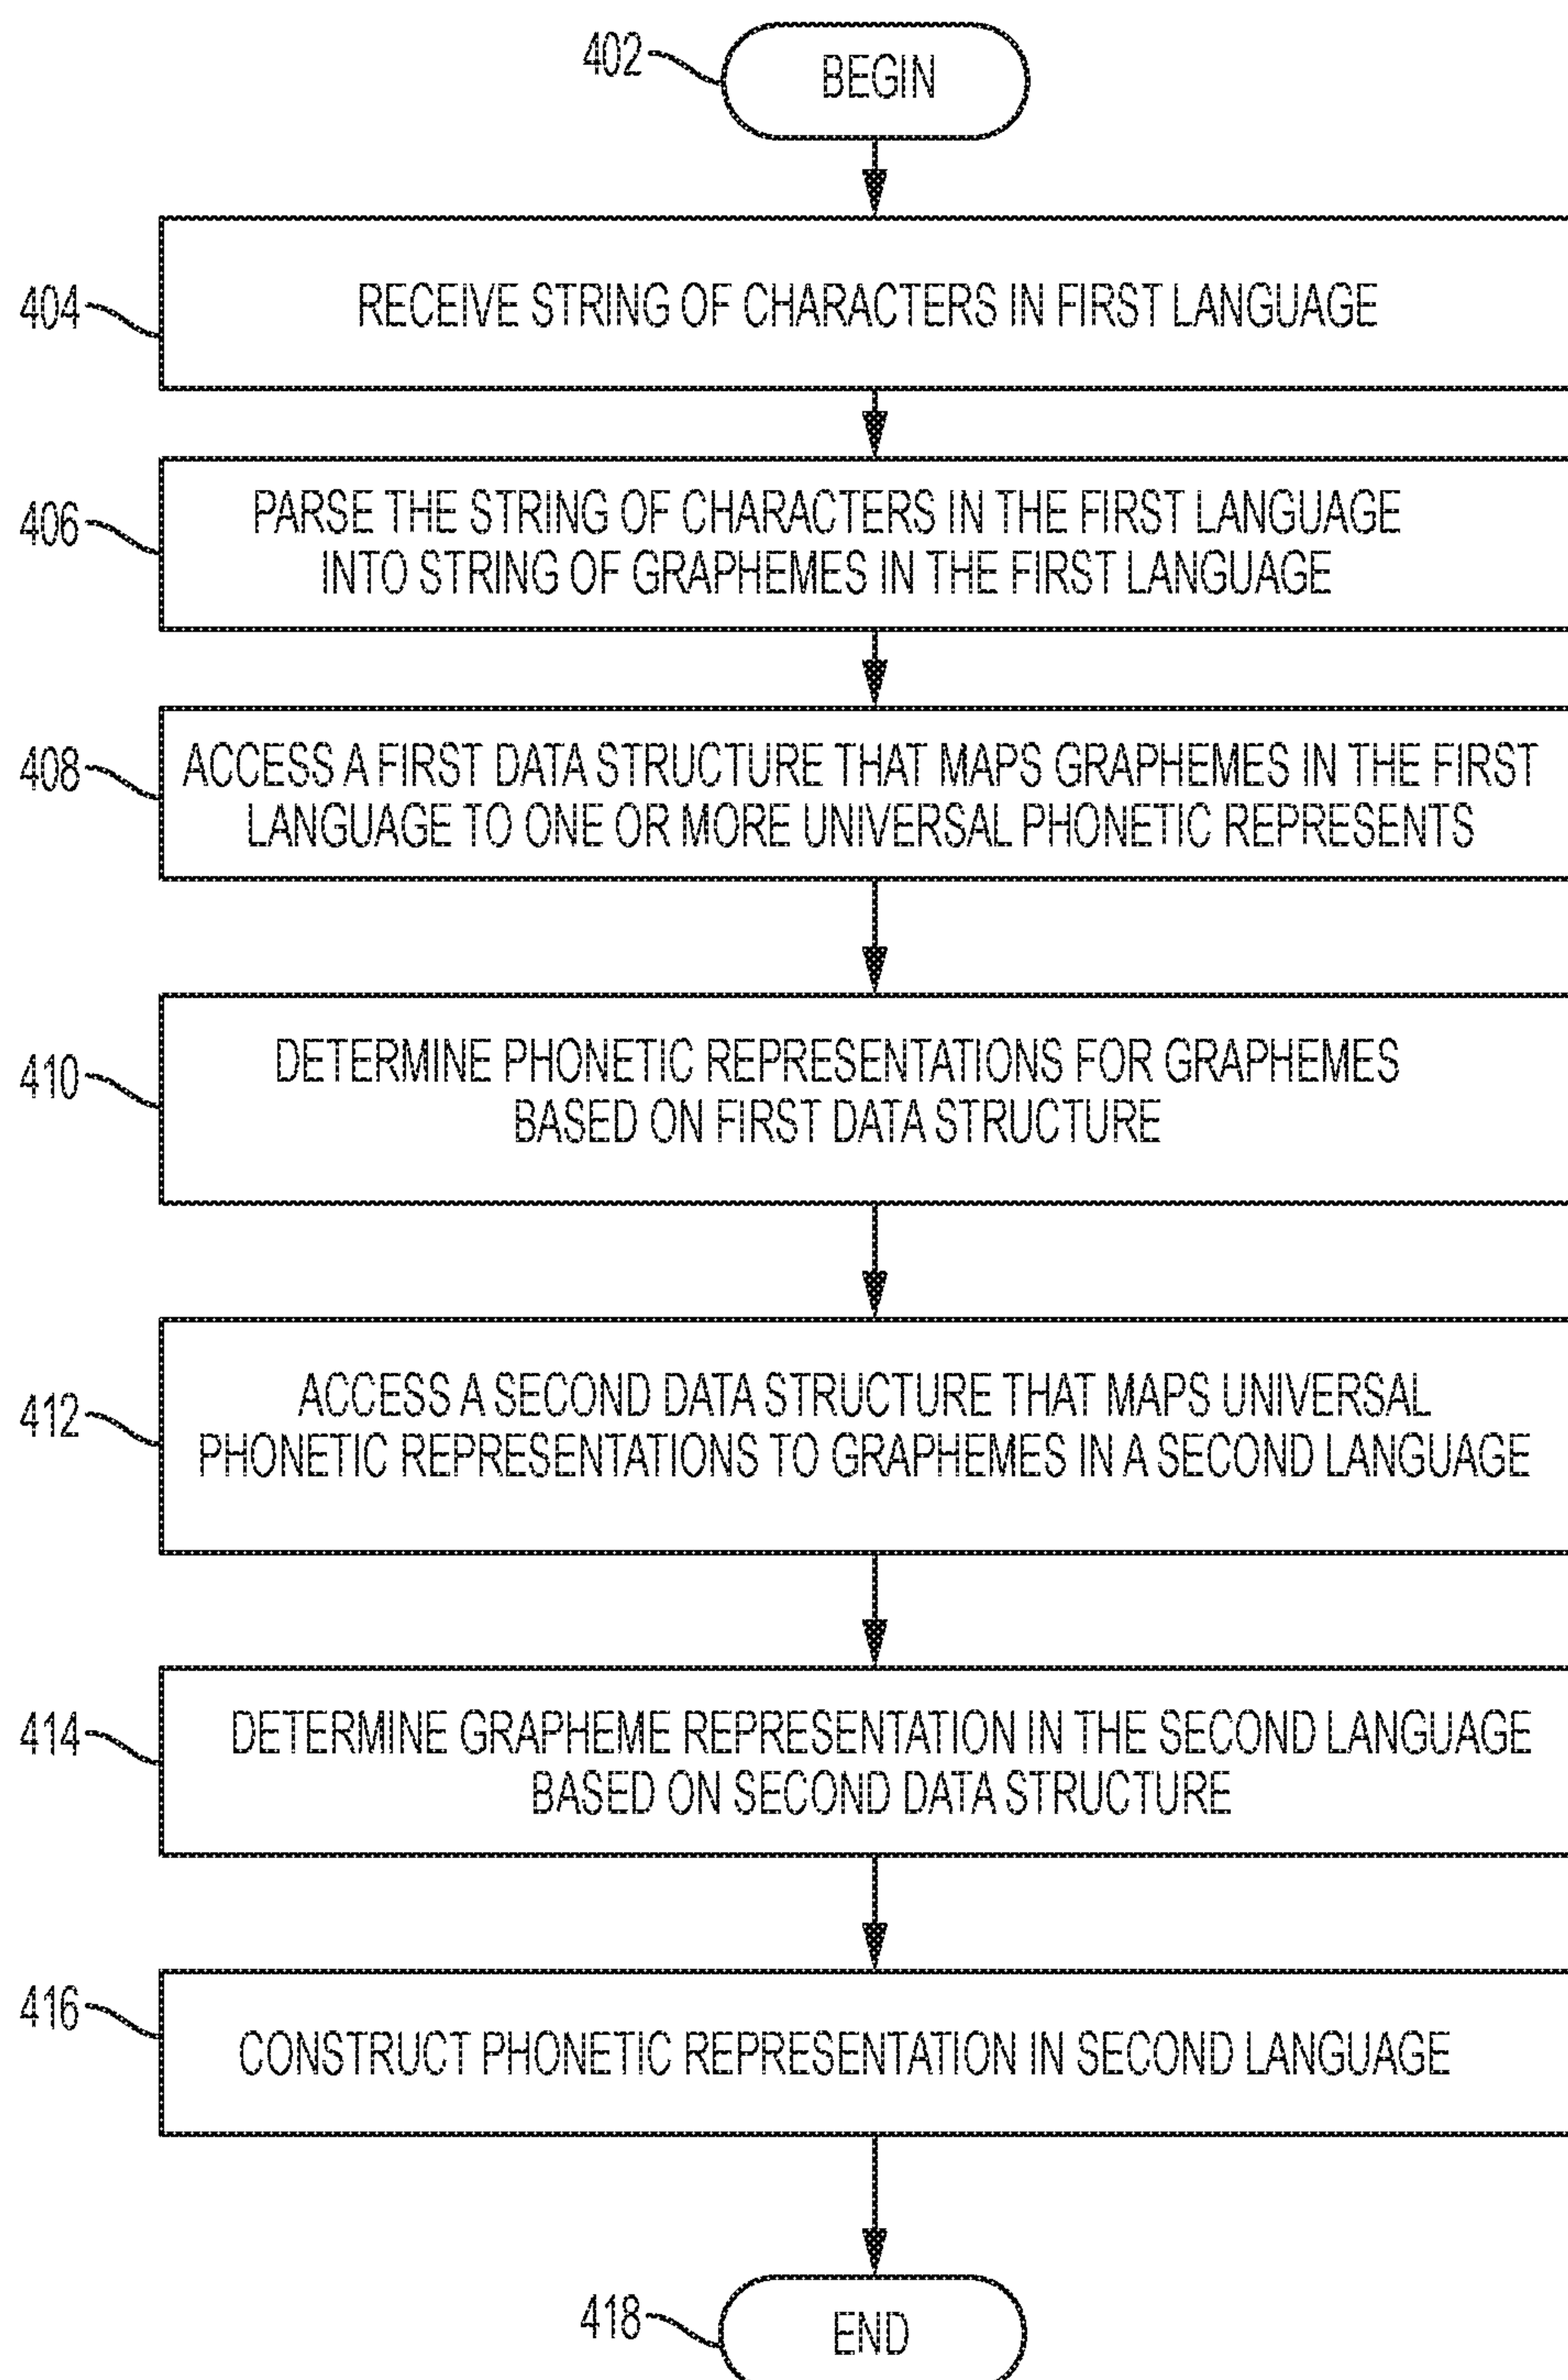 402
BEGIN
404
RECEIVE STRING OF CHARACTERS IN FIRST LANGUAGE
406
PARSE THE STRING OF CHARACTERS IN THE FIRST LANGUAGE
INTO STRING OF GRAPHEMES IN THE FIRST LANGUAGE
408
ACCESS A FIRST DATA STRUCTURE THAT MAPS GRAPHEMES IN THE FIRST
LANGUAGE TO ONE OR MORE UNIVERSAL PHONETIC REPRESENTS
410
DETERMINE PHONETIC REPRESENTATIONS FOR GRAPHEMES
BASED ON FIRST DATA STRUCTURE
412
ACCESS A SECOND DATA STRUCTURE THAT MAPS UNIVERSAL
PHONETIC REPRESENTATIONS TO GRAPHEMES IN A SECOND LANGUAGE
414
DETERMINE GRAPHEME REPRESENTATION IN THE SECOND LANGUAGE
BASED ON SECOND DATA STRUCTURE
416
CONSTRUCT PHONETIC REPRESENTATION IN SECOND LANGUAGE
418
END